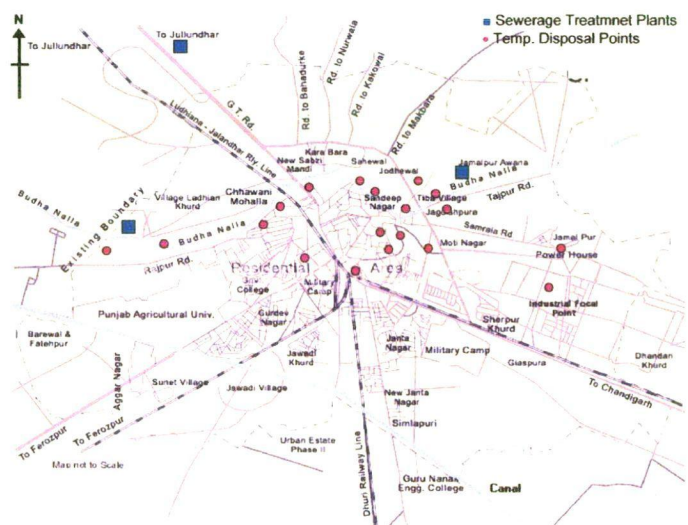 N
Sewerage Treatmnet Plants
Temp. Disposal Points
To Jullundhar
To Jullundhar
G.T. Rd.
Ludhiana - Jalandhar Rly. Line
Rd. to Banadurke
Rd. to Nurwala
Rd. to Kakowal
Rd. to Makbara
Kara Bara
New Sabzi
Mandi
Sahewal
Jodhewal
Jamalpur Awana
Budha Nalla
Tajpur Rd.
Budha Nalla
Existing Boundary
Village Ladhian
Khurd
Chhawani
Mohalla
Sandeep
Nagar
Tiba Village
Jagdishpura
Samrala Rd
Jamal Pur
Budha Nalla
Rajpur Rd.
Moti Nagar
Power House
Residential
Area
Military
Camp
College
Punjab Agricultural Univ.
Gurdev
Nagar
Industrial Focal
Point
Sherpur
Khurd
Barewal &
Fatehpur
Jawadi
Khurd
Janta
Nagar
Military Camp
Giaspura
Dhandan
Khurd
Aggar Nagar
Sunet Village
Jawadi Village
New Janta
Nagar
To Chandigarh
Simlapuri
To Ferozpur
To Ferozpur
Urban Estate
Phase II
Map not to Scale
Dhuri Railway Line
Guru Nanak
Engg. College
Canal